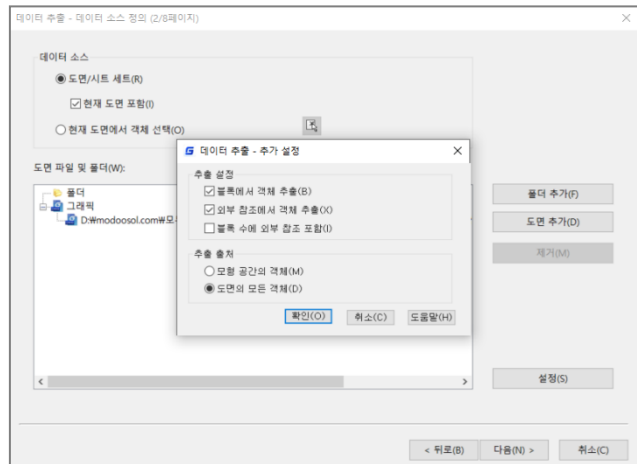 데이터 추출 - 데이터 소스 정의 (2/8페이지)
데이터 소스
도면/시트 세트(R)
현재 도면 포함(I)
현재 도면에서 객체 선택(O)
도면 파일 및 폴더(W):
폴더
그래픽
D:₩modoosol.com₩모
폴더 추가(F)
도면 추가(D)
제거(M)
설정(S)
데이터 추출 - 추가 설정
추출 설정
블록에서 객체 추출(B)
외부 참조에서 객체 추출(X)
블록 수에 외부 참조 포함(I)
추출 출처
모형 공간의 객체(M)
도면의 모든 객체(D)
확인(O) 취소(C) 도움말(H)
< 뒤로(B) 다음(N) > 취소(C)